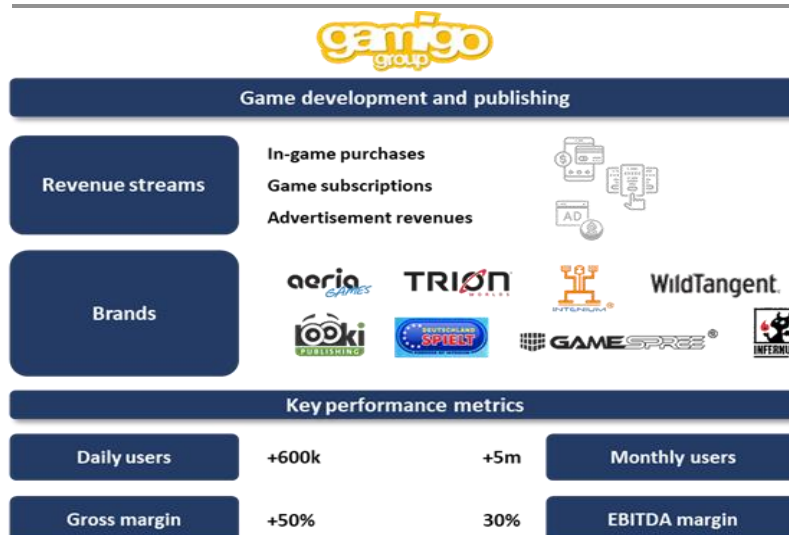 gamigo
group
Game development and publishing
Revenue streams
In-game purchases
Game subscriptions
Advertisement revenues
AD
Brands
aeria
GAMES
TRION
WORLDS
INTENIUM®
WildTangent.
looki
PUBLISHING
DEUTSCHLAND
SPIELT
GAMESPREE®
INFERNU
Key performance metrics
Daily users
+600k
+5m
Monthly users
Gross margin
+50%
30%
EBITDA margin